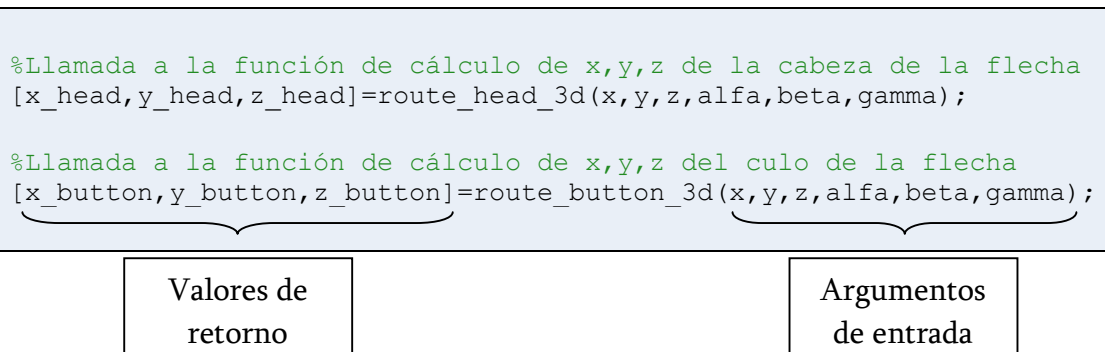 %Llamada a la función de cálculo de x,y,z de la cabeza de la flecha
[x_head,y_head,z_head]=route_head_3d(x,y,z,alfa,beta,gamma);
%Llamada a la función de cálculo de x,y,z del culo de la flecha
[x_button,y_button,z_button]=route_button_3d(x,y,z,alfa,beta,gamma);
Valores de
retorno
Argumentos
de entrada